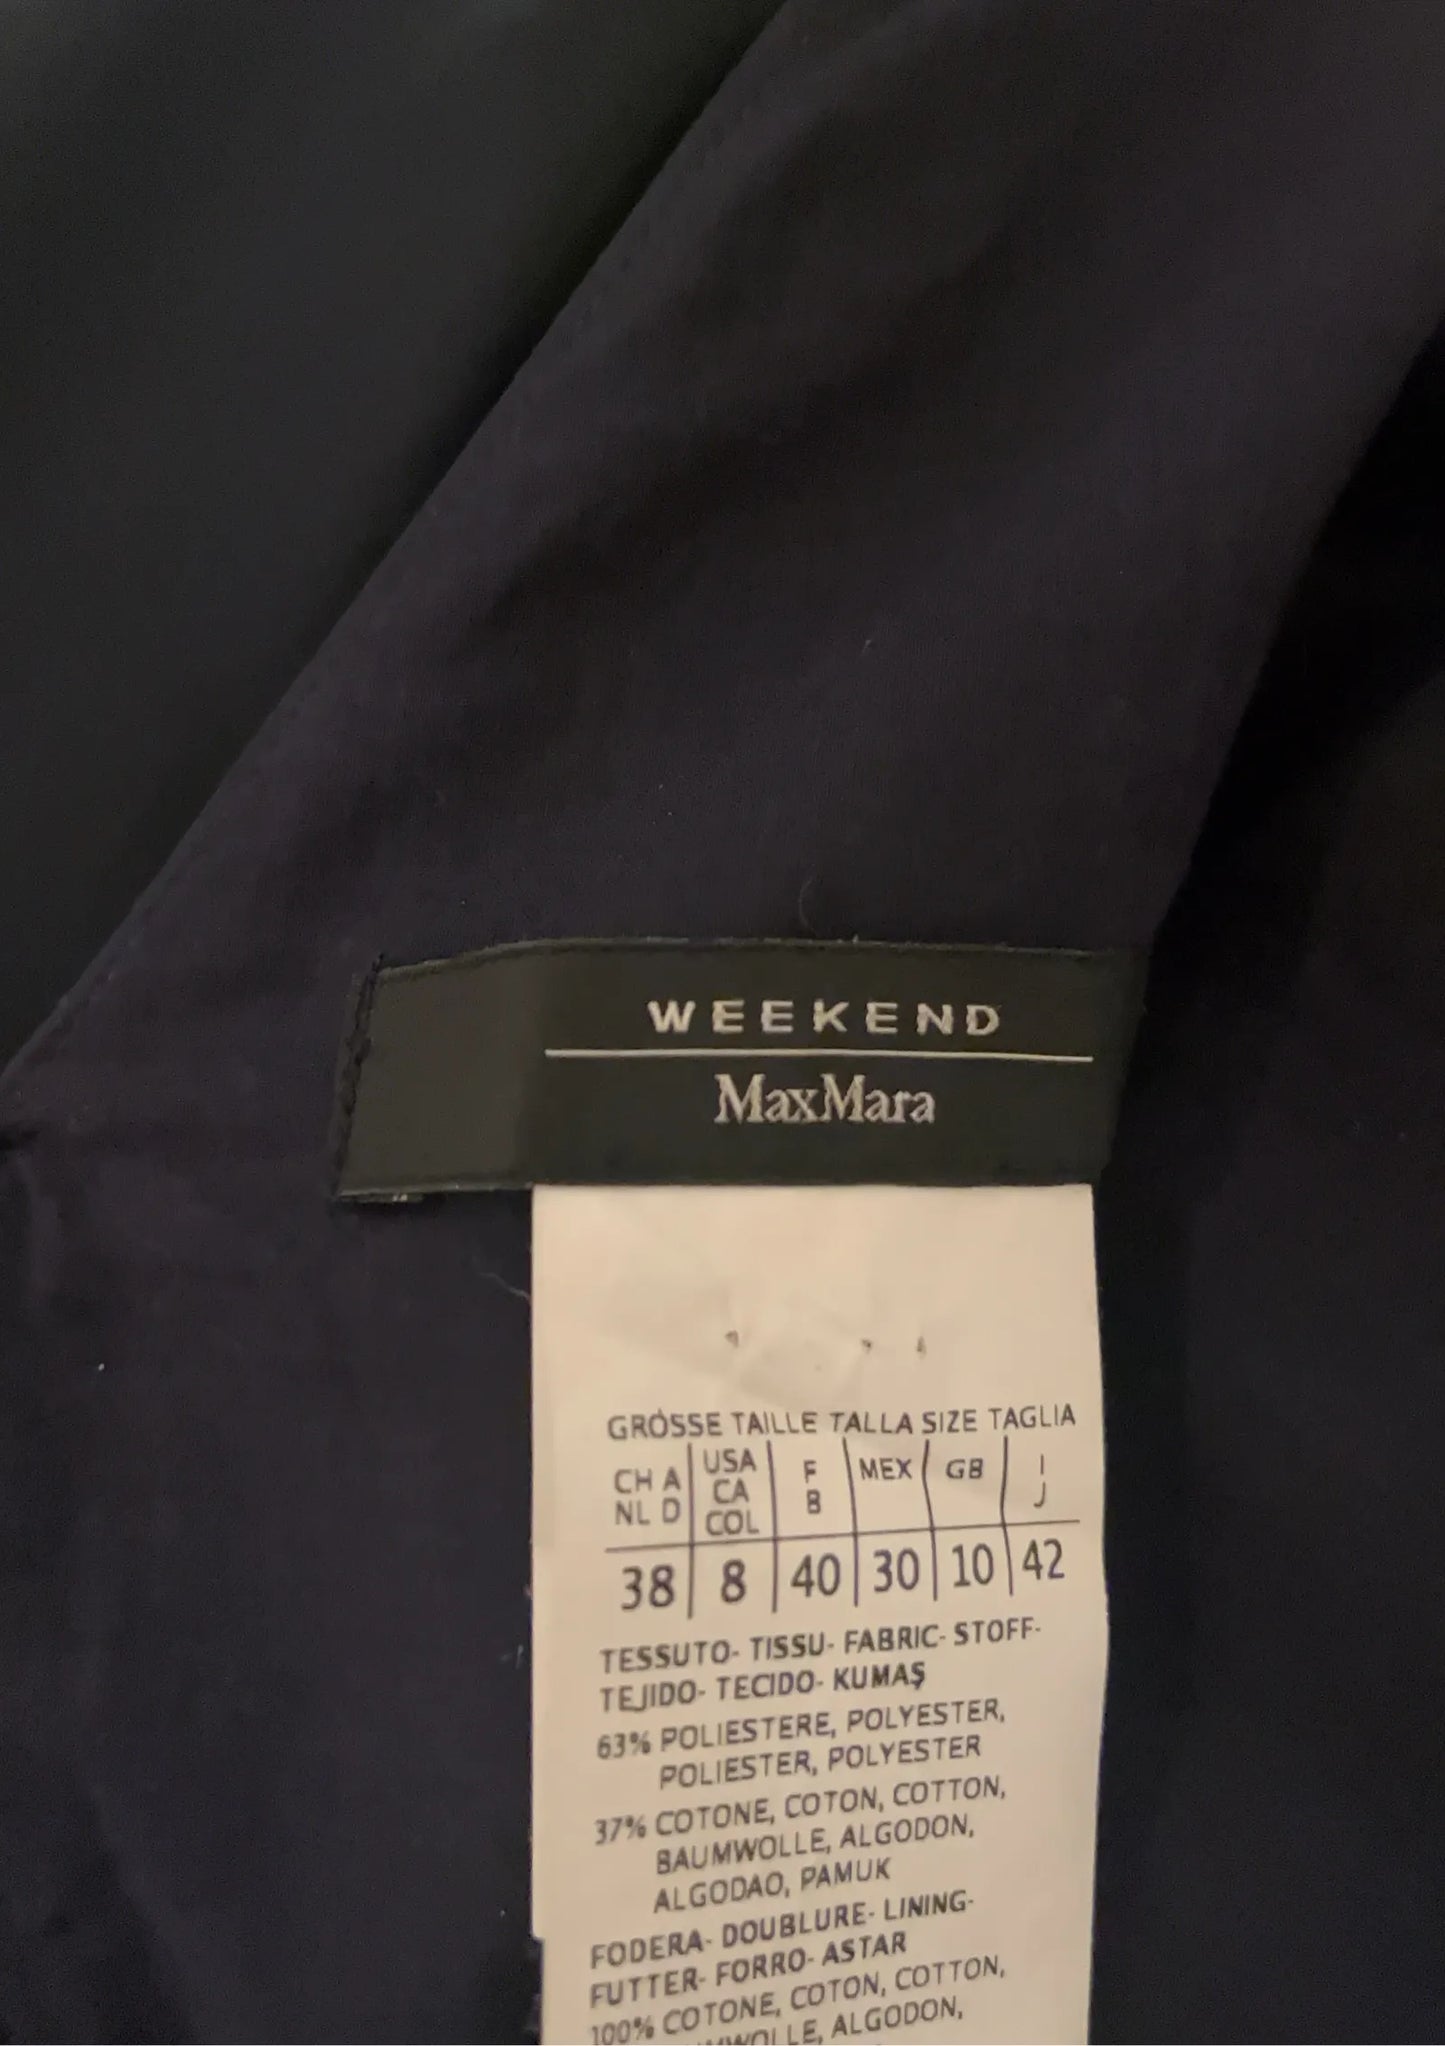 WEEKEND
MaxMara
GRÖSSE TAILLE TALLA SIZE TAGLIA
CH A NL D | USA CA COL | F B | MEX | GB | I J
38 | 8 | 40 | 30 | 10 | 42
TESSUTO- TISSU- FABRIC- STOFF-
TEJIDO- TECIDO- KUMAŞ
63% POLIESTERE, POLYESTER,
POLIESTER, POLYESTER
37% COTONE, COTON, COTTON,
BAUMWOLLE, ALGODON,
ALGODAO, PAMUK
FODERA- DOUBLURE- LINING-
FUTTER- FORRO- ASTAR
100% COTONE, COTON, COTTON,
ALGODON,